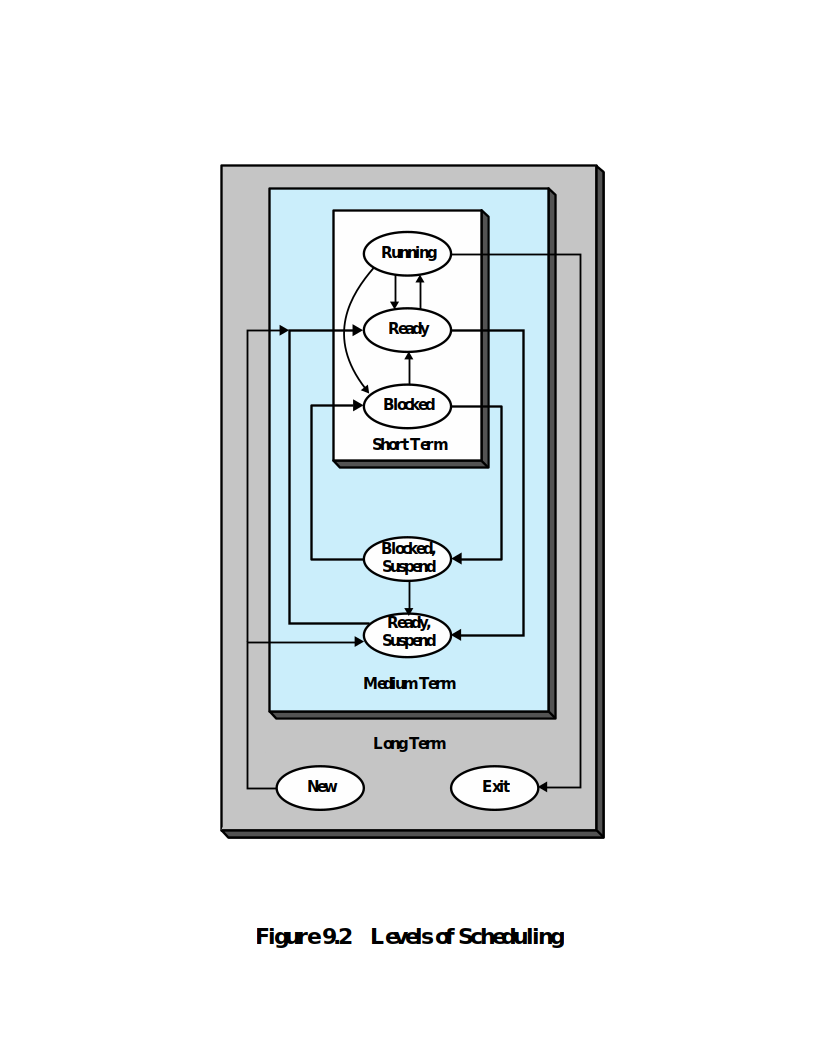 Running
Ready
Blocked
Short Term
Blocked,
Suspend
Ready,
Suspend
Medium Term
Long Term
New
Exit
Figure 9.2 Levels of Scheduling